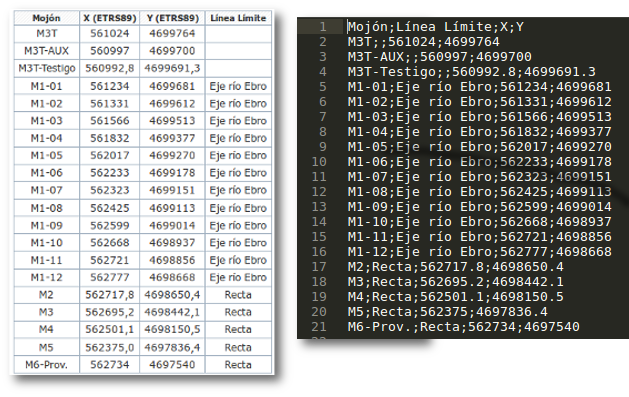 Mojón X (ETRS89) Y (ETRS89) Línea Límite
M3T 561024 4699764
M3T-AUX 560997 4699700
M3T-Testigo 560992,8 4699691,3
M1-01 561234 4699681 Eje río Ebro
M1-02 561331 4699612 Eje río Ebro
M1-03 561566 4699513 Eje río Ebro
M1-04 561832 4699377 Eje río Ebro
M1-05 562017 4699270 Eje río Ebro
M1-06 562233 4699178 Eje río Ebro
M1-07 562323 4699151 Eje río Ebro
M1-08 562425 4699113 Eje río Ebro
M1-09 562599 4699014 Eje río Ebro
M1-10 562668 4698937 Eje río Ebro
M1-11 562721 4698856 Eje río Ebro
M1-12 562777 4698668 Eje río Ebro
M2 562717,8 4698650,4 Recta
M3 562695,2 4698442,1 Recta
M4 562501,1 4698150,5 Recta
M5 562375,0 4697836,4 Recta
M6-Prov. 562734 4697540 Recta
1 Mojón;Línea Límite;X;Y
2 M3T;;561024;4699764
3 M3T-AUX;;560997;4699700
4 M3T-Testigo;;560992.8;4699691.3
5 M1-01;Eje río Ebro;561234;4699681
6 M1-02;Eje río Ebro;561331;4699612
7 M1-03;Eje río Ebro;561566;4699513
8 M1-04;Eje río Ebro;561832;4699377
9 M1-05;Eje río Ebro;562017;4699270
10 M1-06;Eje río Ebro;562233;4699178
11 M1-07;Eje río Ebro;562323;4699151
12 M1-08;Eje río Ebro;562425;4699113
13 M1-09;Eje río Ebro;562599;4699014
14 M1-10;Eje río Ebro;562668;4698937
15 M1-11;Eje río Ebro;562721;4698856
16 M1-12;Eje río Ebro;562777;4698668
17 M2;Recta;562717.8;4698650.4
18 M3;Recta;562695.2;4698442.1
19 M4;Recta;562501.1;4698150.5
20 M5;Recta;562375;4697836.4
21 M6-Prov.;Recta;562734;4697540